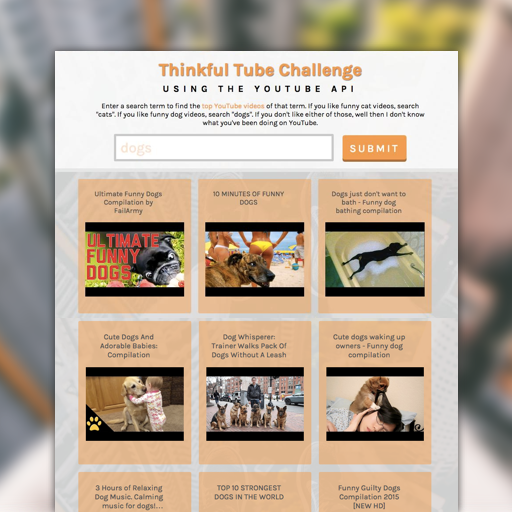 Thinkful Tube Challenge
USING THE YOUTUBE API
Enter a search term to find the top YouTube videos of that term. If you like funny cat videos, search
"cats". If you like funny dog videos, search "dogs". If you don't like either of those, well then I don't know
what you've been doing on YouTube.
dogs
SUBMIT
Ultimate Funny Dogs
Compilation by
FailArmy
10 MINUTES OF FUNNY
DOGS
Dogs just don't want to
bath - Funny dog
bathing compilation
ULTIMATE
FUNNY
DOGS
Cute Dogs And
Adorable Babies:
Compilation
Dog Whisperer:
Trainer Walks Pack Of
Dogs Without A Leash
Cute dogs waking up
owners - Funny dog
compilation
3 Hours of Relaxing
Dog Music. Calming
music for dogs!...
TOP 10 STRONGEST
DOGS IN THE WORLD
Funny Guilty Dogs
Compilation 2015
[NEW HD]